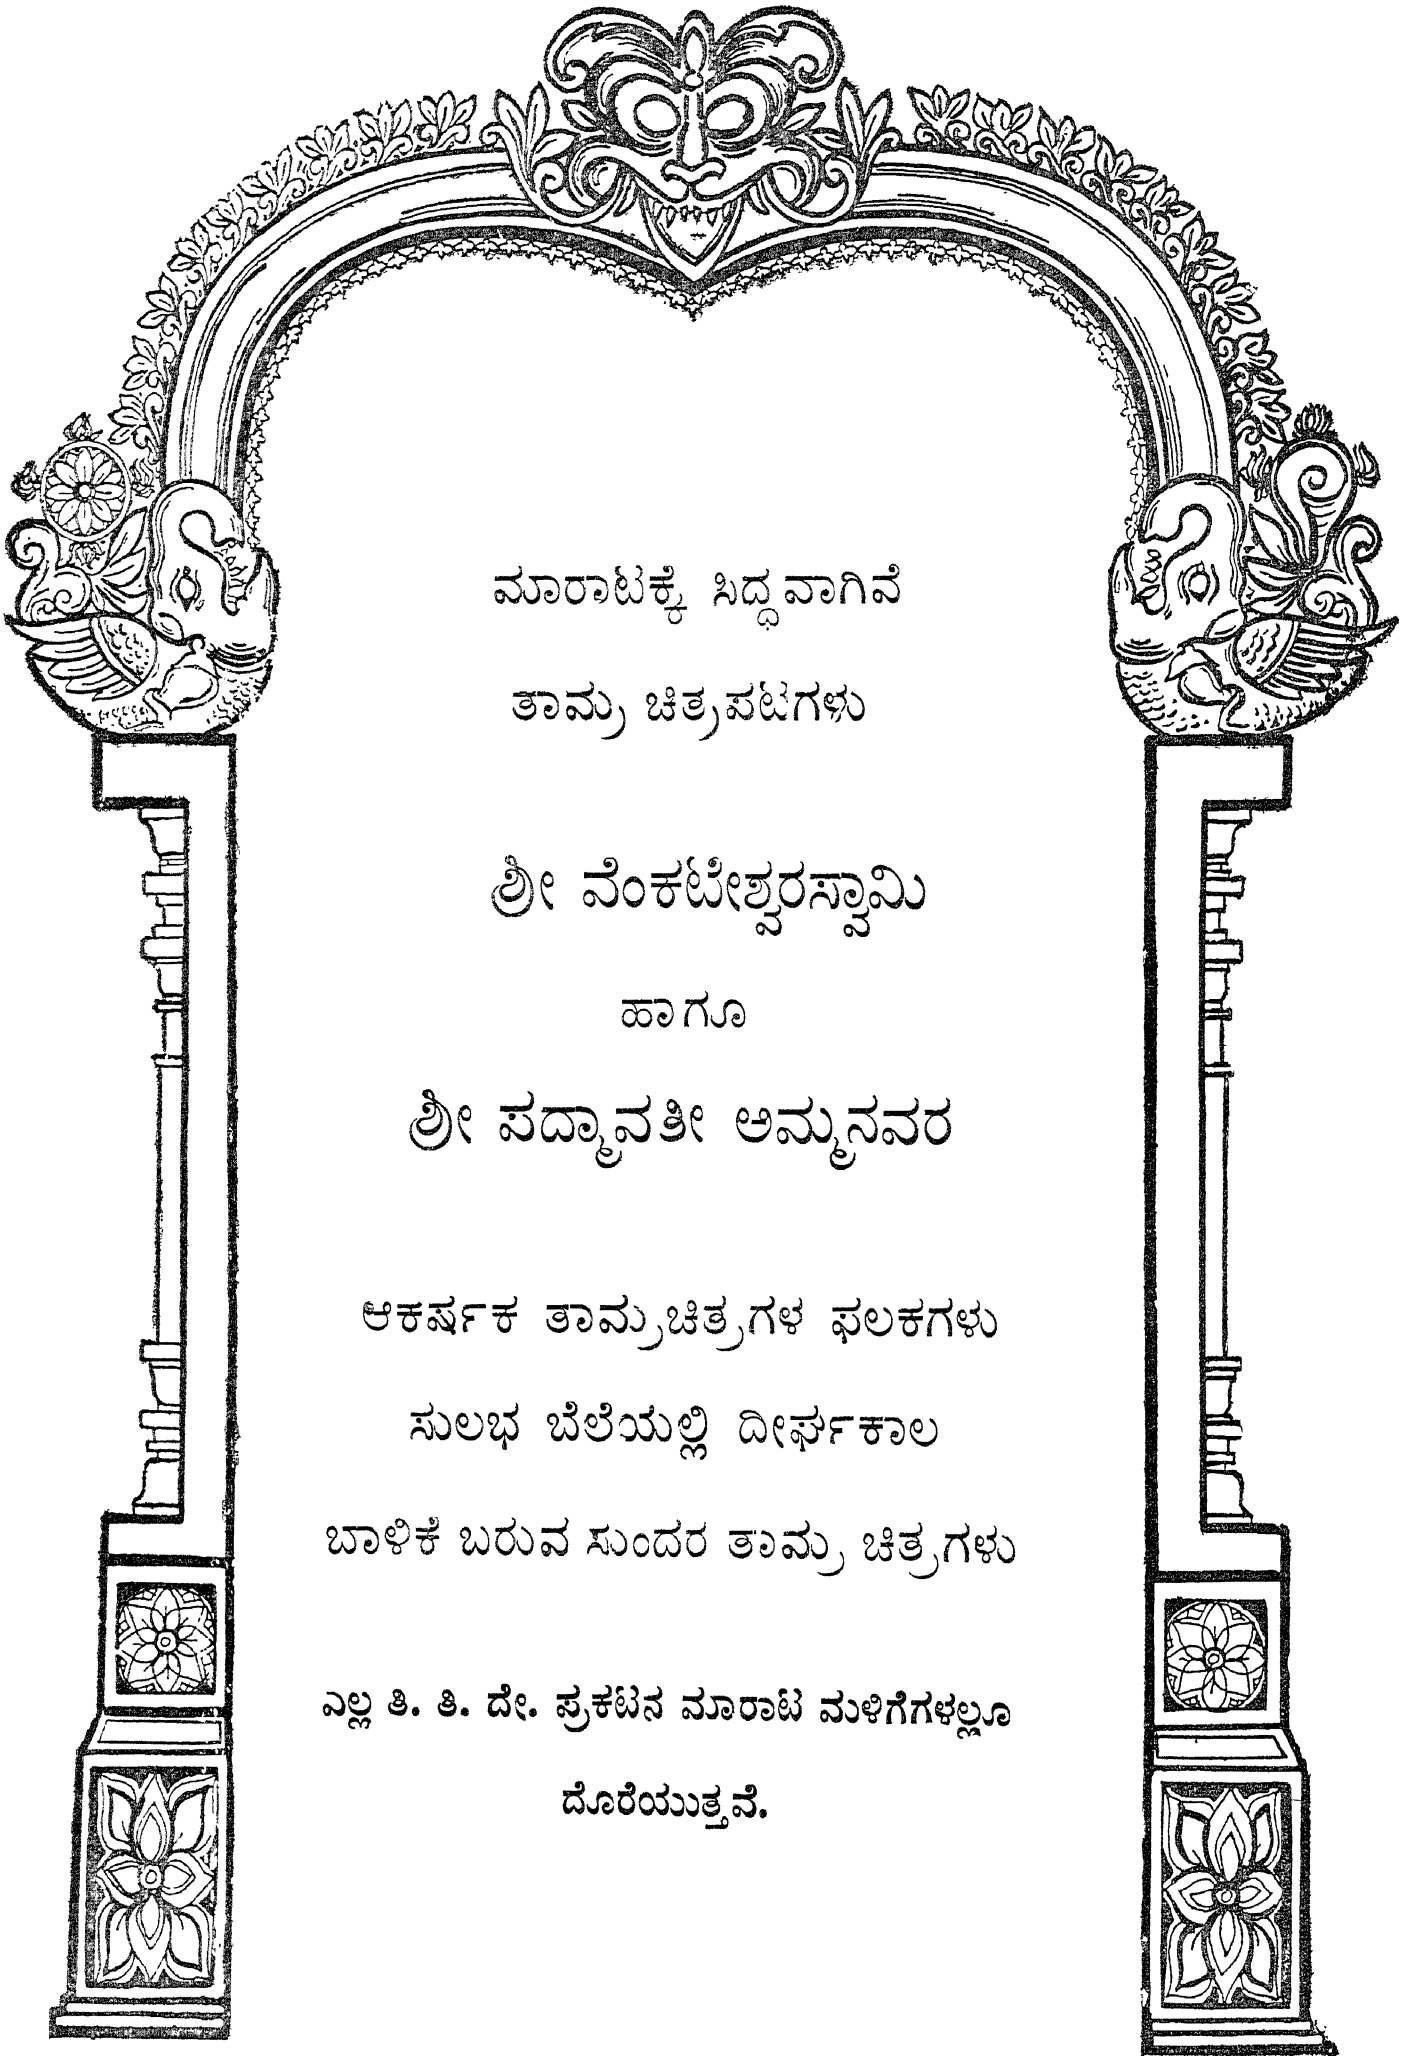 ಮಾರಾಟಕ್ಕೆ ಸಿದ್ಧವಾಗಿವೆ
ತಾಮ್ರ ಚಿತ್ರಪಟಗಳು
ಶ್ರೀ ವೆಂಕಟೇಶ್ವರಸ್ವಾಮಿ
ಹಾಗೂ
ಶ್ರೀ ಪದ್ಮಾವತೀ ಅಮ್ಮನವರ
ಆಕರ್ಷಕ ತಾಮ್ರಚಿತ್ರಗಳ ಫಲಕಗಳು
ಸುಲಭ ಬೆಲೆಯಲ್ಲಿ ದೀರ್ಘಕಾಲ
ಬಾಳಿಕೆ ಬರುವ ಸುಂದರ ತಾಮ್ರ ಚಿತ್ರಗಳು
ಎಲ್ಲ ತಿ. ತಿ. ದೇ. ಪ್ರಕಟನ ಮಾರಾಟ ಮಳಿಗೆಗಳಲ್ಲೂ
ದೊರೆಯುತ್ತವೆ.